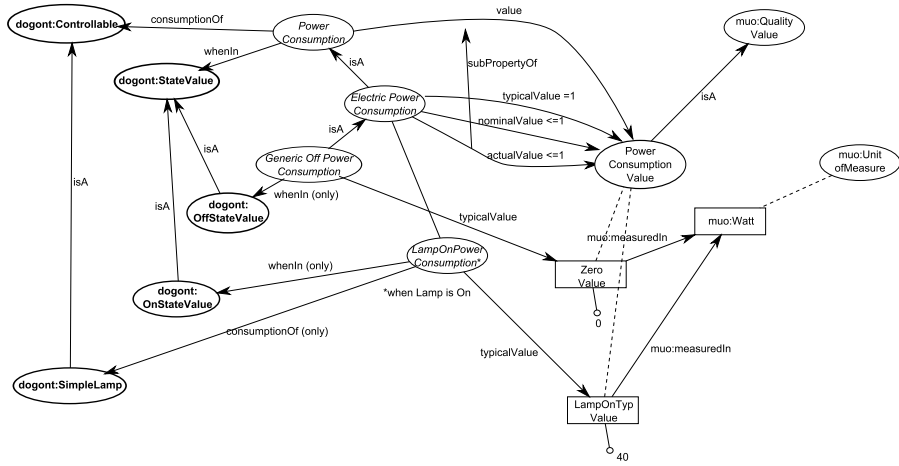 dogont:Controllable
consumptionOf
Power
Consumption
value
muo:Quality
Value
whenIn
isA
subPropertyOf
dogont:StateValue
Electric Power
Consumption
typicalValue =1
nominalValue <=1
actualValue <=1
isA
isA
isA
Generic Off Power
Consumption
Power
Consumption
Value
muo:Unit
ofMeasure
isA
isA
whenIn (only)
dogont:
OffStateValue
typicalValue
muo:Watt
muo:measuredIn
LampOnPower
Consumption*
whenIn (only)
*when Lamp is On
Zero
Value
0
dogont:
OnStateValue
consumptionOf (only)
typicalValue
muo:measuredIn
dogont:SimpleLamp
LampOnTyp
Value
40